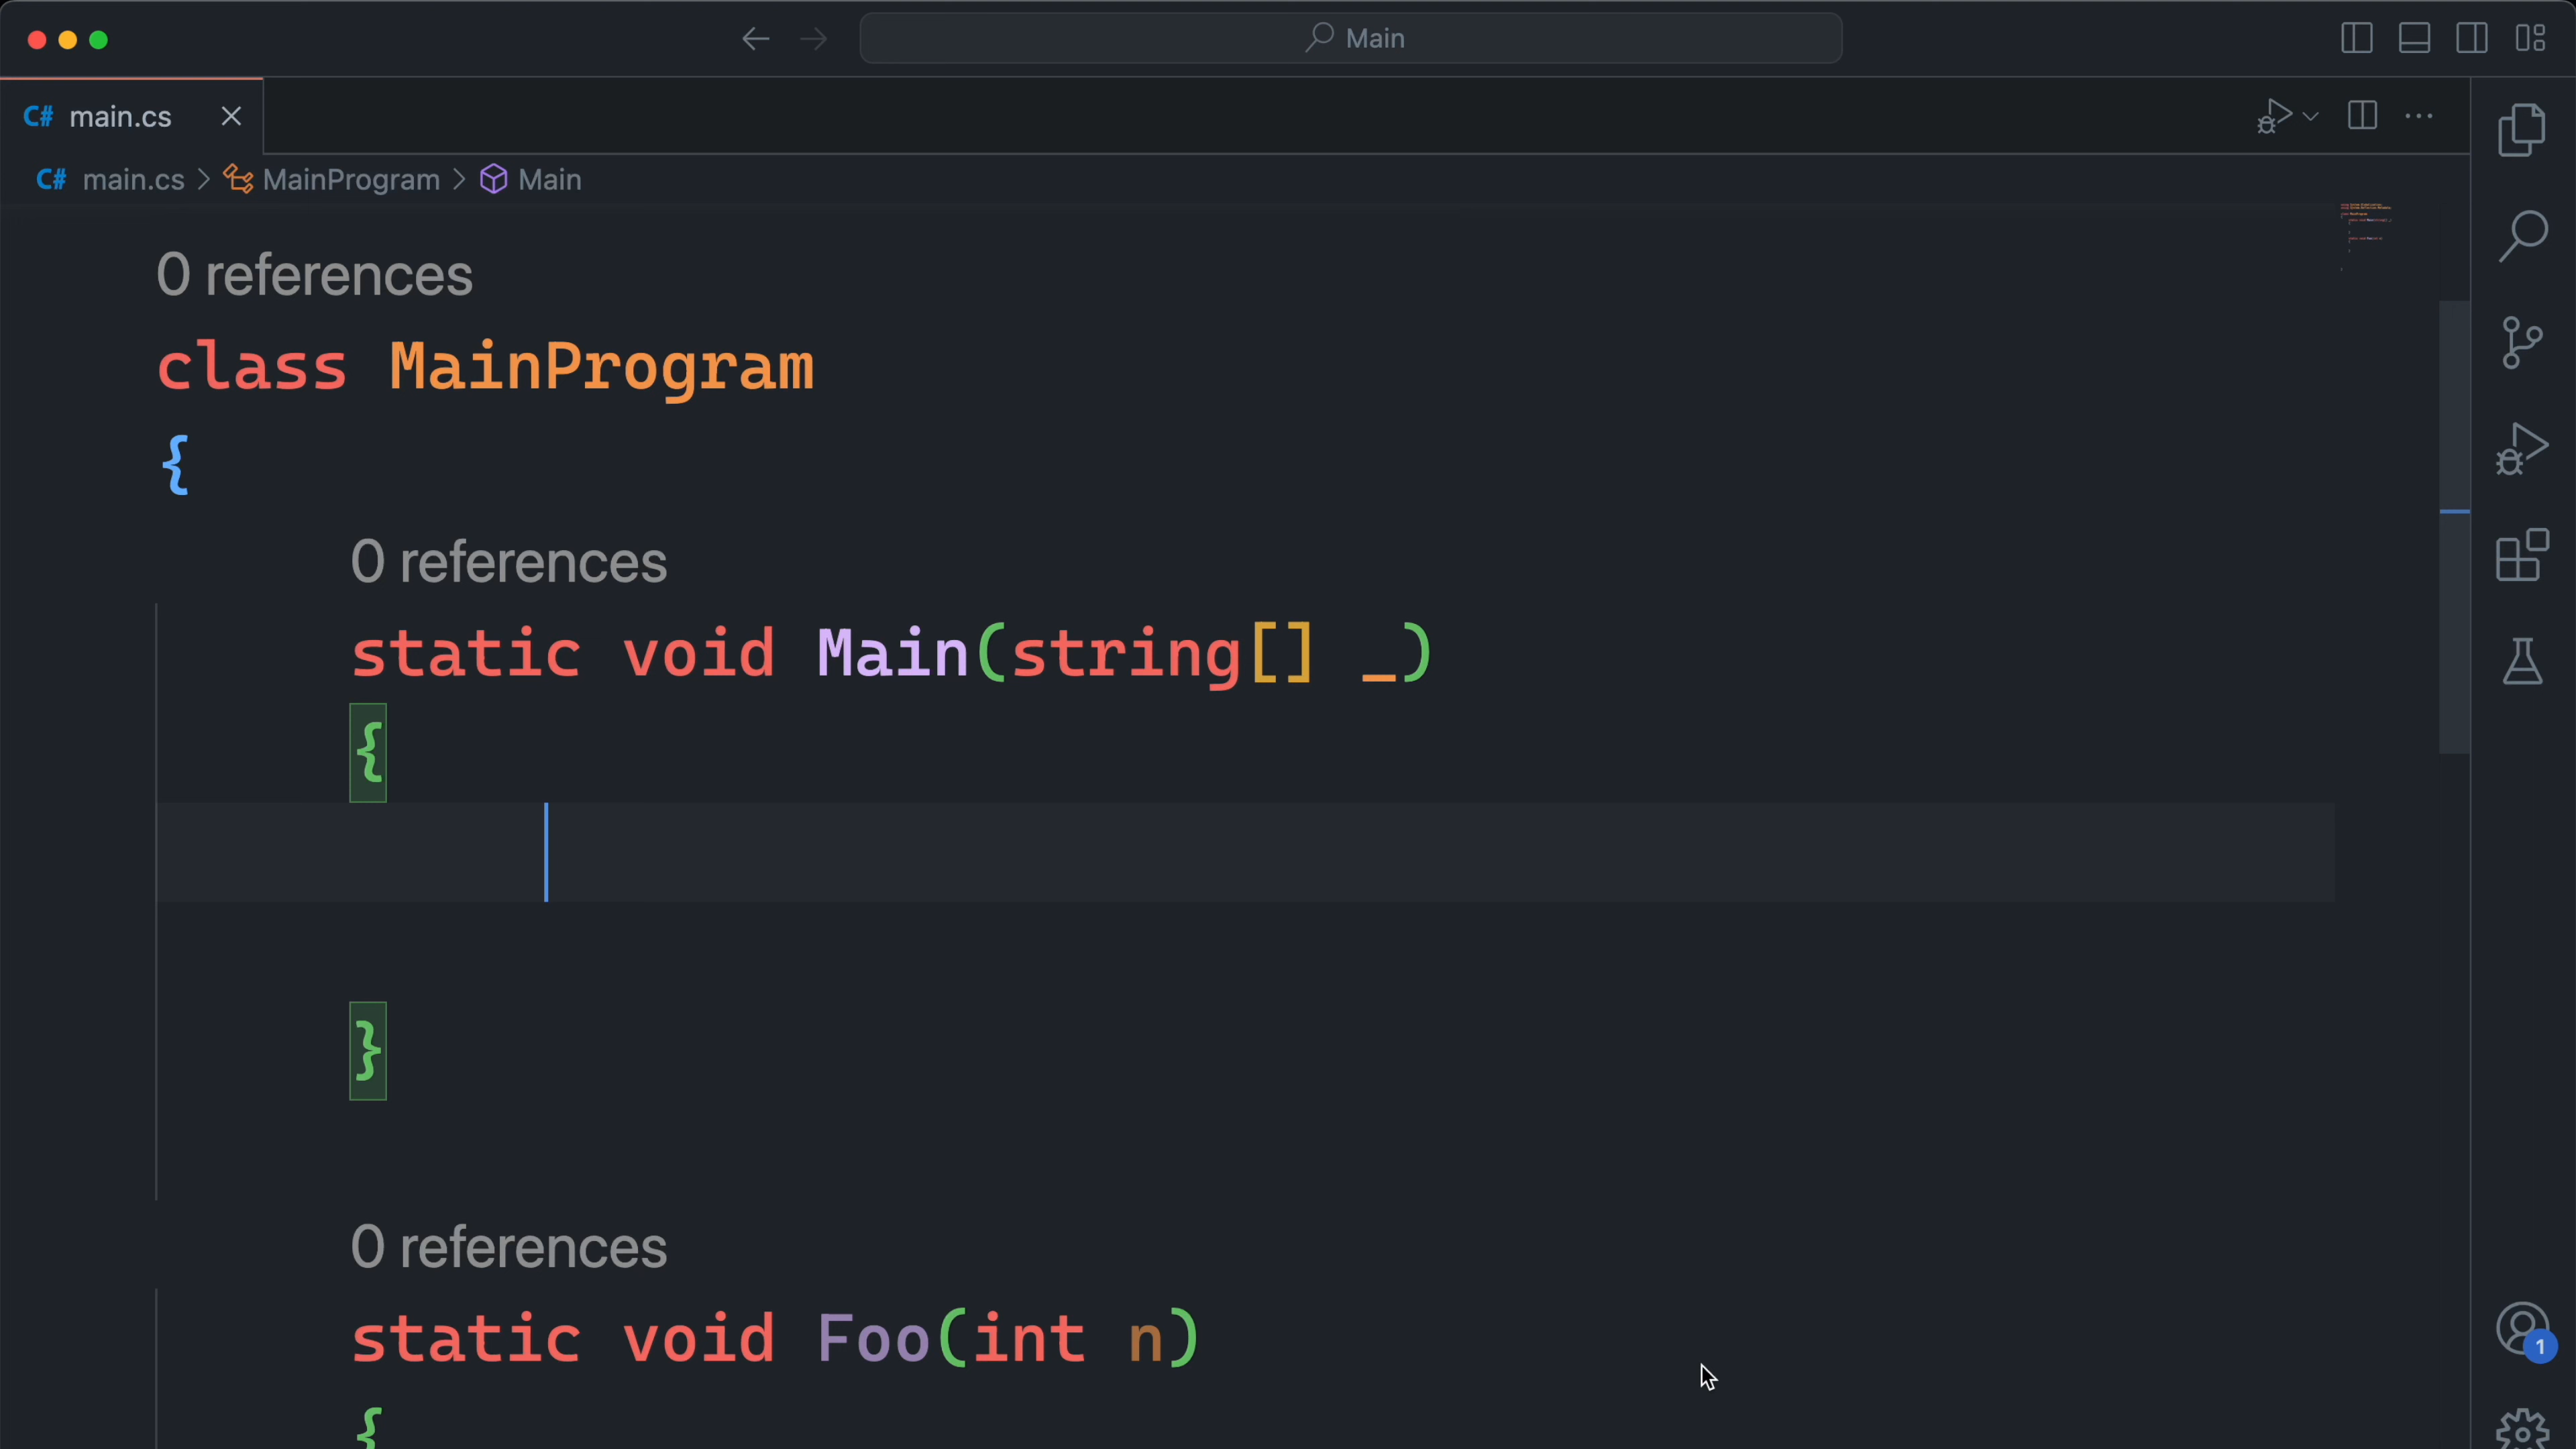 Main
C# main.cs
C# main.cs > MainProgram > Main
0 references
class MainProgram
{
0 references
static void Main(string[] _)
{
}
0 references
static void Foo(int n)
{
1